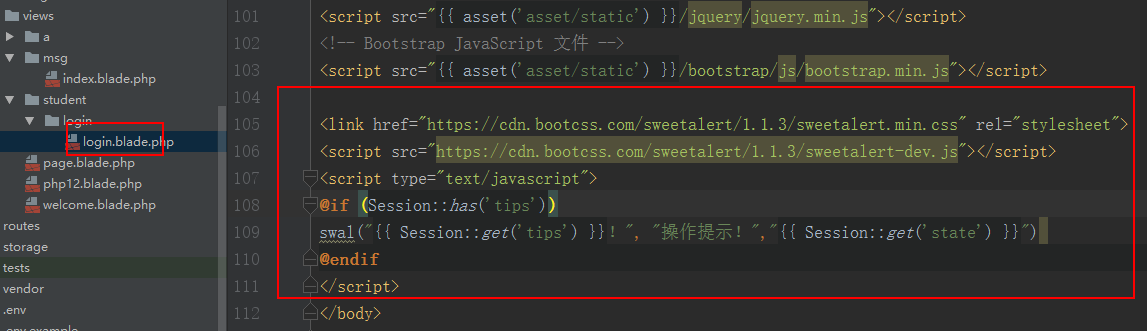 views
a
msg
index.blade.php
student
login
login.blade.php
page.blade.php
php12.blade.php
welcome.blade.php
routes
storage
tests
vendor
.env
.env.example
101 <script src="{{ asset('asset/static') }}/jquery/jquery.min.js"></script>
102 <!-- Bootstrap JavaScript 文件 -->
103 <script src="{{ asset('asset/static') }}/bootstrap/js/bootstrap.min.js"></script>
104
105 <link href="https://cdn.bootcss.com/sweetalert/1.1.3/sweetalert.min.css" rel="stylesheet">
106 <script src="https://cdn.bootcss.com/sweetalert/1.1.3/sweetalert-dev.js"></script>
107 <script type="text/javascript">
108 @if (Session::has('tips'))
109 swal("{{ Session::get('tips') }}! ", "操作提示! ","{{ Session::get('state') }}")
110 @endif
111 </script>
112 </body>